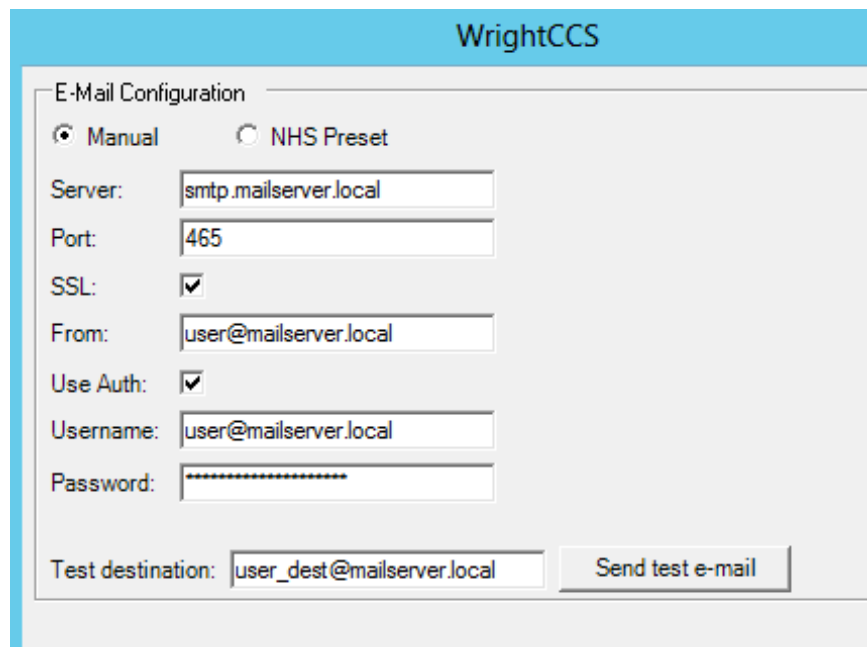 WrightCCS
E-Mail Configuration
Manual NHS Preset
Server: smtp.mailserver.local
Port: 465
SSL:
From: user@mailserver.local
Use Auth:
Username: user@mailserver.local
Password: ********************
Test destination: user_dest@mailserver.local Send test e-mail